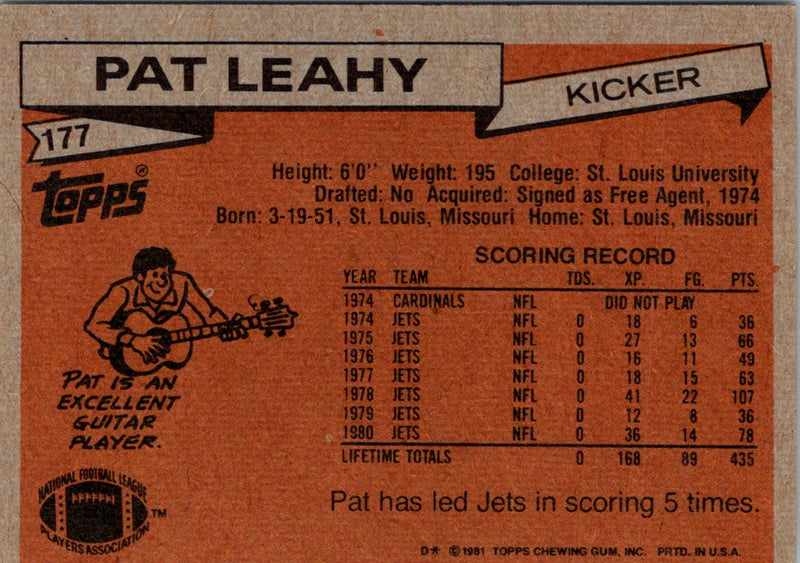 PAT LEAHY
KICKER
177
topps®
Height: 6'0'' Weight: 195 College: St. Louis University
Drafted: No Acquired: Signed as Free Agent, 1974
Born: 3-19-51, St. Louis, Missouri Home: St. Louis, Missouri
SCORING RECORD
YEAR TEAM TDS. XP. FG. PTS.
1974 CARDINALS NFL DID NOT PLAY
1974 JETS NFL 0 18 6 36
1975 JETS NFL 0 27 13 66
1976 JETS NFL 0 16 11 49
1977 JETS NFL 0 18 15 63
1978 JETS NFL 0 41 22 107
1979 JETS NFL 0 12 8 36
1980 JETS NFL 0 36 14 78
LIFETIME TOTALS 0 168 89 435
PAT IS AN
EXCELLENT
GUITAR
PLAYER.
Pat has led Jets in scoring 5 times.
NATIONAL FOOTBALL LEAGUE
PLAYERS ASSOCIATION
TM
D* © 1981 TOPPS CHEWING GUM, INC. PRTD. IN U.S.A.